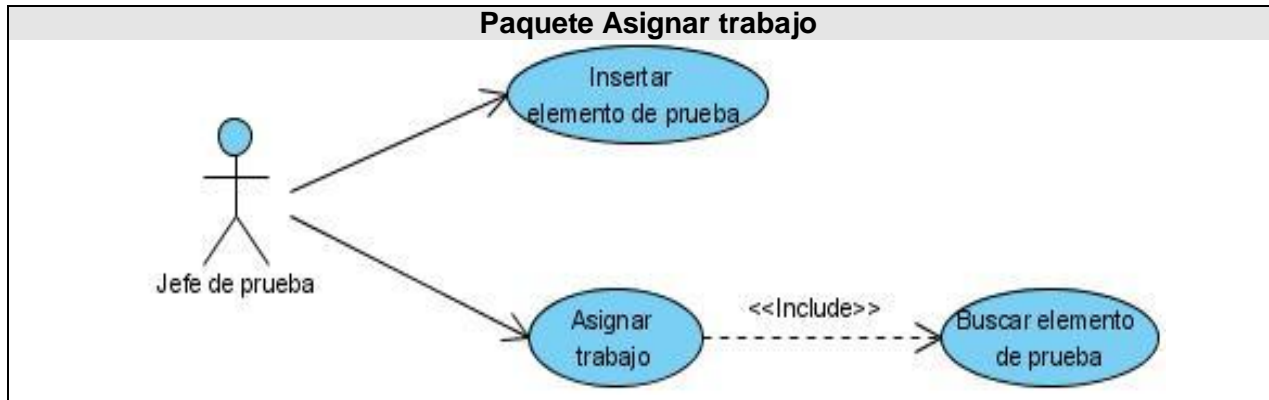 Paquete Asignar trabajo
Insertar
elemento de prueba
Jefe de prueba
Asignar
trabajo
<<Include>>
Buscar elemento
de prueba